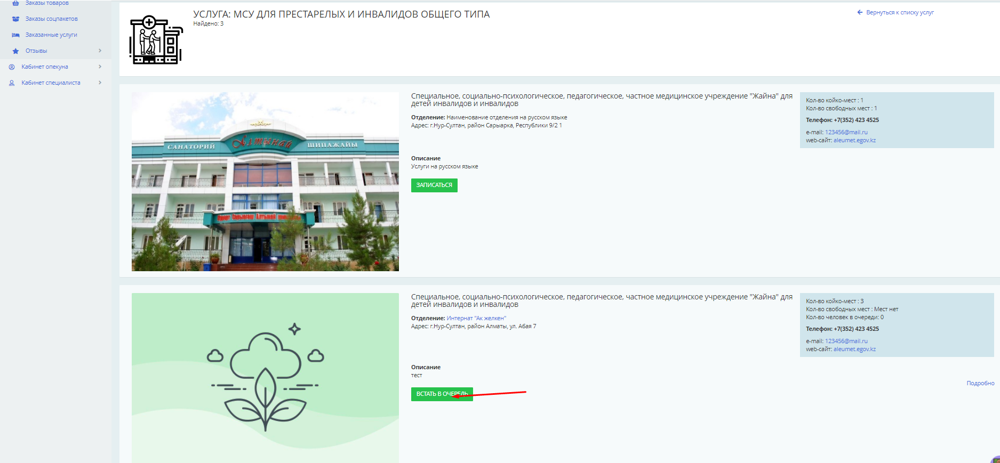 Заказы товаров
Заказы соцпакетов
Заказанные услуги
Отзывы
Кабинет опекуна
Кабинет специалиста
УСЛУГА: МСУ ДЛЯ ПРЕСТАРЕЛЫХ И ИНВАЛИДОВ ОБЩЕГО ТИПА
Найдено: 3
Вернуться к списку услуг
САНАТОРИЙ Алтынай ШИПАЖАЙЫ
Специальное, социально-психологическое, педагогическое, частное медицинское учреждение "Жайна" для
детей инвалидов и инвалидов
Отделение: Наименование отделения на русском языке
Адрес: г.Нур-Султан, район Сарыарка, Республики 9/2 1
Описание
Услуги на русском языке
ЗАПИСАТЬСЯ
Кол-во койко-мест : 1
Кол-во свободных мест : 1
Телефон: +7(352) 423 4525
e-mail: 123456@mail.ru
web-сайт: aleumet.egov.kz
Специальное, социально-психологическое, педагогическое, частное медицинское учреждение "Жайна" для
детей инвалидов и инвалидов
Отделение: Интернат "Ак желкен"
Адрес: г.Нур-Султан, район Алматы, ул. Абая 7
Описание
тест
ВСТАТЬ В ОЧЕРЕДЬ
Кол-во койко-мест : 3
Кол-во свободных мест : Мест нет
Кол-во человек в очереди: 0
Телефон: +7(352) 423 4525
e-mail: 123456@mail.ru
web-сайт: aleumet.egov.kz
Подробно